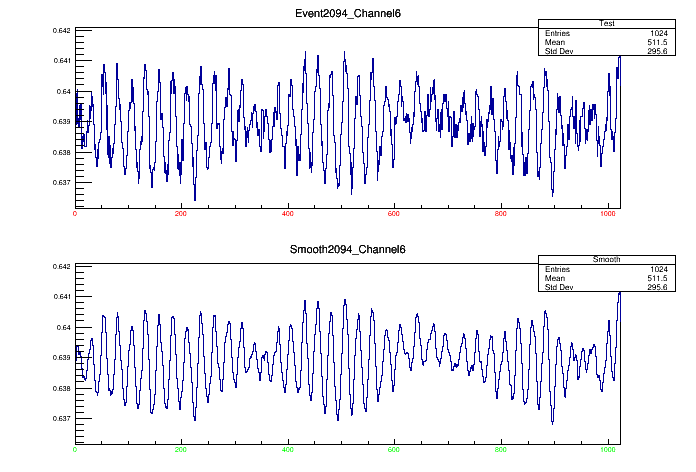 Event2094_Channel6
Test
Entries 1024
Mean 511.5
Std Dev 295.6
0.642
0.641
0.64
0.639
0.638
0.637
0 200 400 600 800 1000
Smooth2094_Channel6
Smooth
Entries 1024
Mean 511.5
Std Dev 295.6
0.642
0.641
0.64
0.639
0.638
0.637
0 200 400 600 800 1000